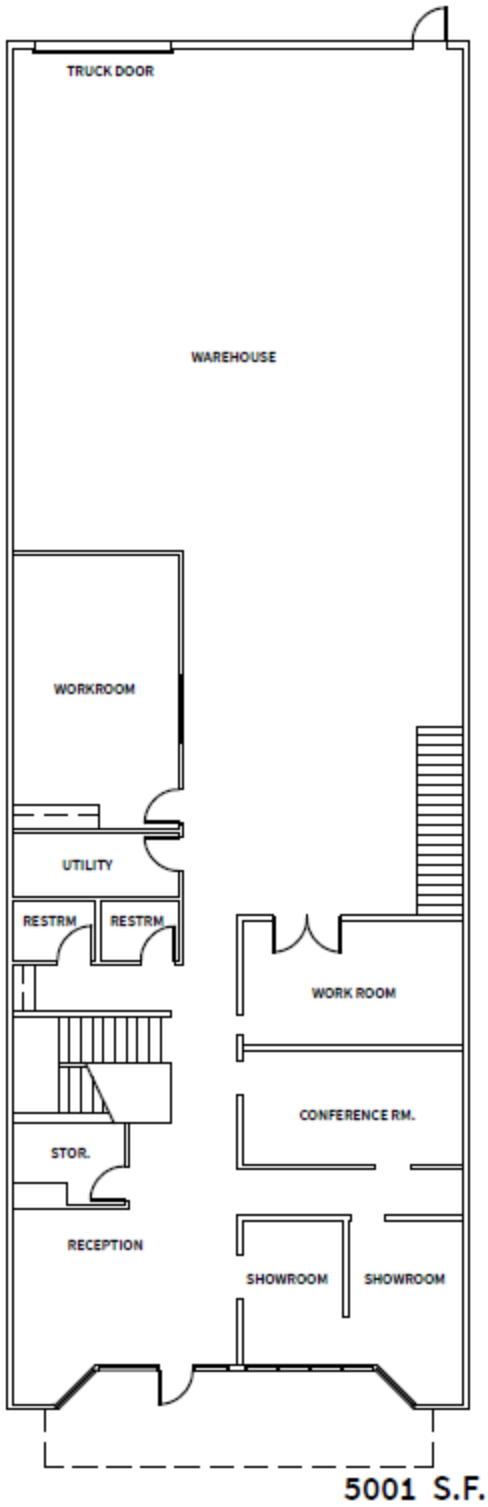 TRUCK DOOR
WAREHOUSE
WORKROOM
UTILITY
RESTRM RESTRM
WORK ROOM
CONFERENCE RM.
STOR.
RECEPTION
SHOWROOM SHOWROOM
5001 S.F.